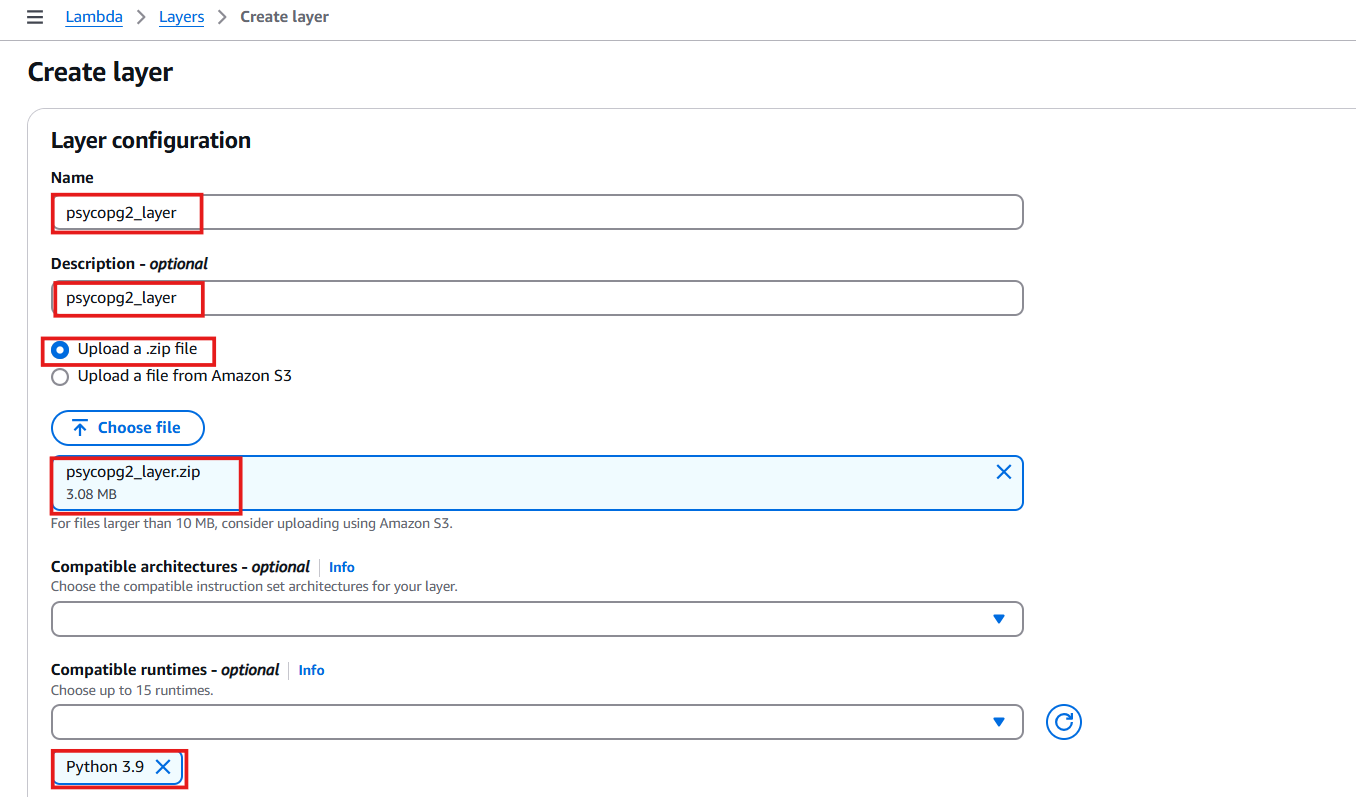 Lambda > Layers > Create layer
Create layer
Layer configuration
Name
psycopg2_layer
Description - optional
psycopg2_layer
Upload a .zip file
Upload a file from Amazon S3
Choose file
psycopg2_layer.zip
3.08 MB
For files larger than 10 MB, consider uploading using Amazon S3.
Compatible architectures - optional Info
Choose the compatible instruction set architectures for your layer.
Compatible runtimes - optional Info
Choose up to 15 runtimes.
Python 3.9